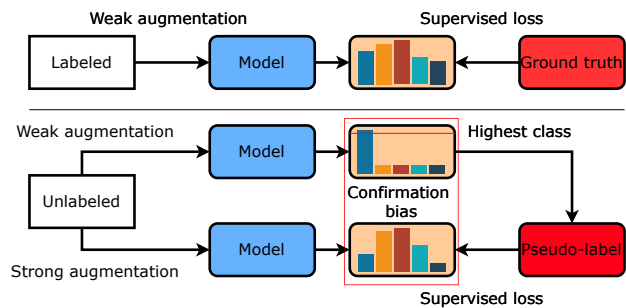 Weak augmentation
Supervised loss
Labeled
Model
Ground truth
Weak augmentation
Model
Highest class
Unlabeled
Confirmation
bias
Model
Pseudo-label
Strong augmentation
Supervised loss